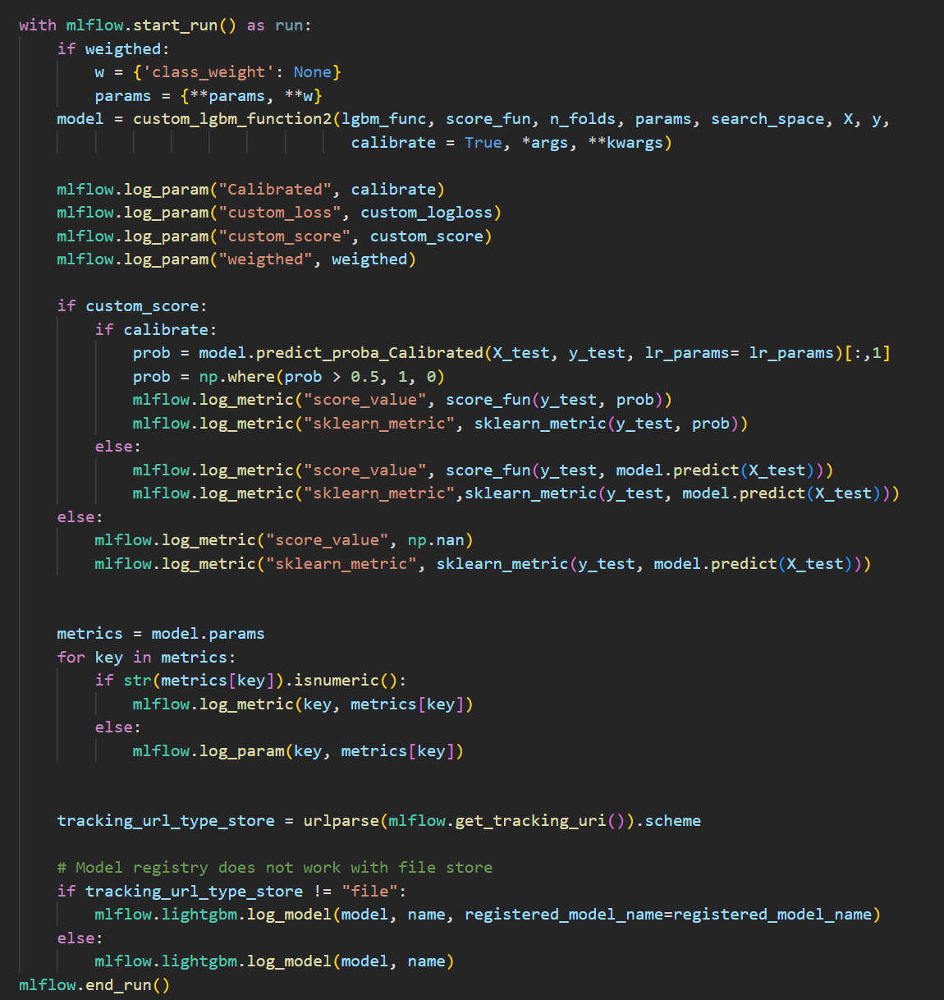 with mlflow.start_run() as run:
    if weigthed:
        w = {'class_weight': None}
        params = {**params, **w}
    model = custom_lgbm_function2(lgbm_func, score_fun, n_folds, params, search_space, X, y,
                                   calibrate = True, *args, **kwargs)

    mlflow.log_param("Calibrated", calibrate)
    mlflow.log_param("custom_loss", custom_logloss)
    mlflow.log_param("custom_score", custom_score)
    mlflow.log_param("weigthed", weigthed)

    if custom_score:
        if calibrate:
            prob = model.predict_proba_Calibrated(X_test, y_test, lr_params= lr_params)[:,1]
            prob = np.where(prob > 0.5, 1, 0)
            mlflow.log_metric("score_value", score_fun(y_test, prob))
            mlflow.log_metric("sklearn_metric", sklearn_metric(y_test, prob))
        else:
            mlflow.log_metric("score_value", score_fun(y_test, model.predict(X_test)))
            mlflow.log_metric("sklearn_metric",sklearn_metric(y_test, model.predict(X_test)))
    else:
        mlflow.log_metric("score_value", np.nan)
        mlflow.log_metric("sklearn_metric", sklearn_metric(y_test, model.predict(X_test)))


    metrics = model.params
    for key in metrics:
        if str(metrics[key]).isnumeric():
            mlflow.log_metric(key, metrics[key])
        else:
            mlflow.log_param(key, metrics[key])


    tracking_url_type_store = urlparse(mlflow.get_tracking_uri()).scheme

    # Model registry does not work with file store
    if tracking_url_type_store != "file":
        mlflow.lightgbm.log_model(model, name, registered_model_name=registered_model_name)
    else:
        mlflow.lightgbm.log_model(model, name)
mlflow.end_run()